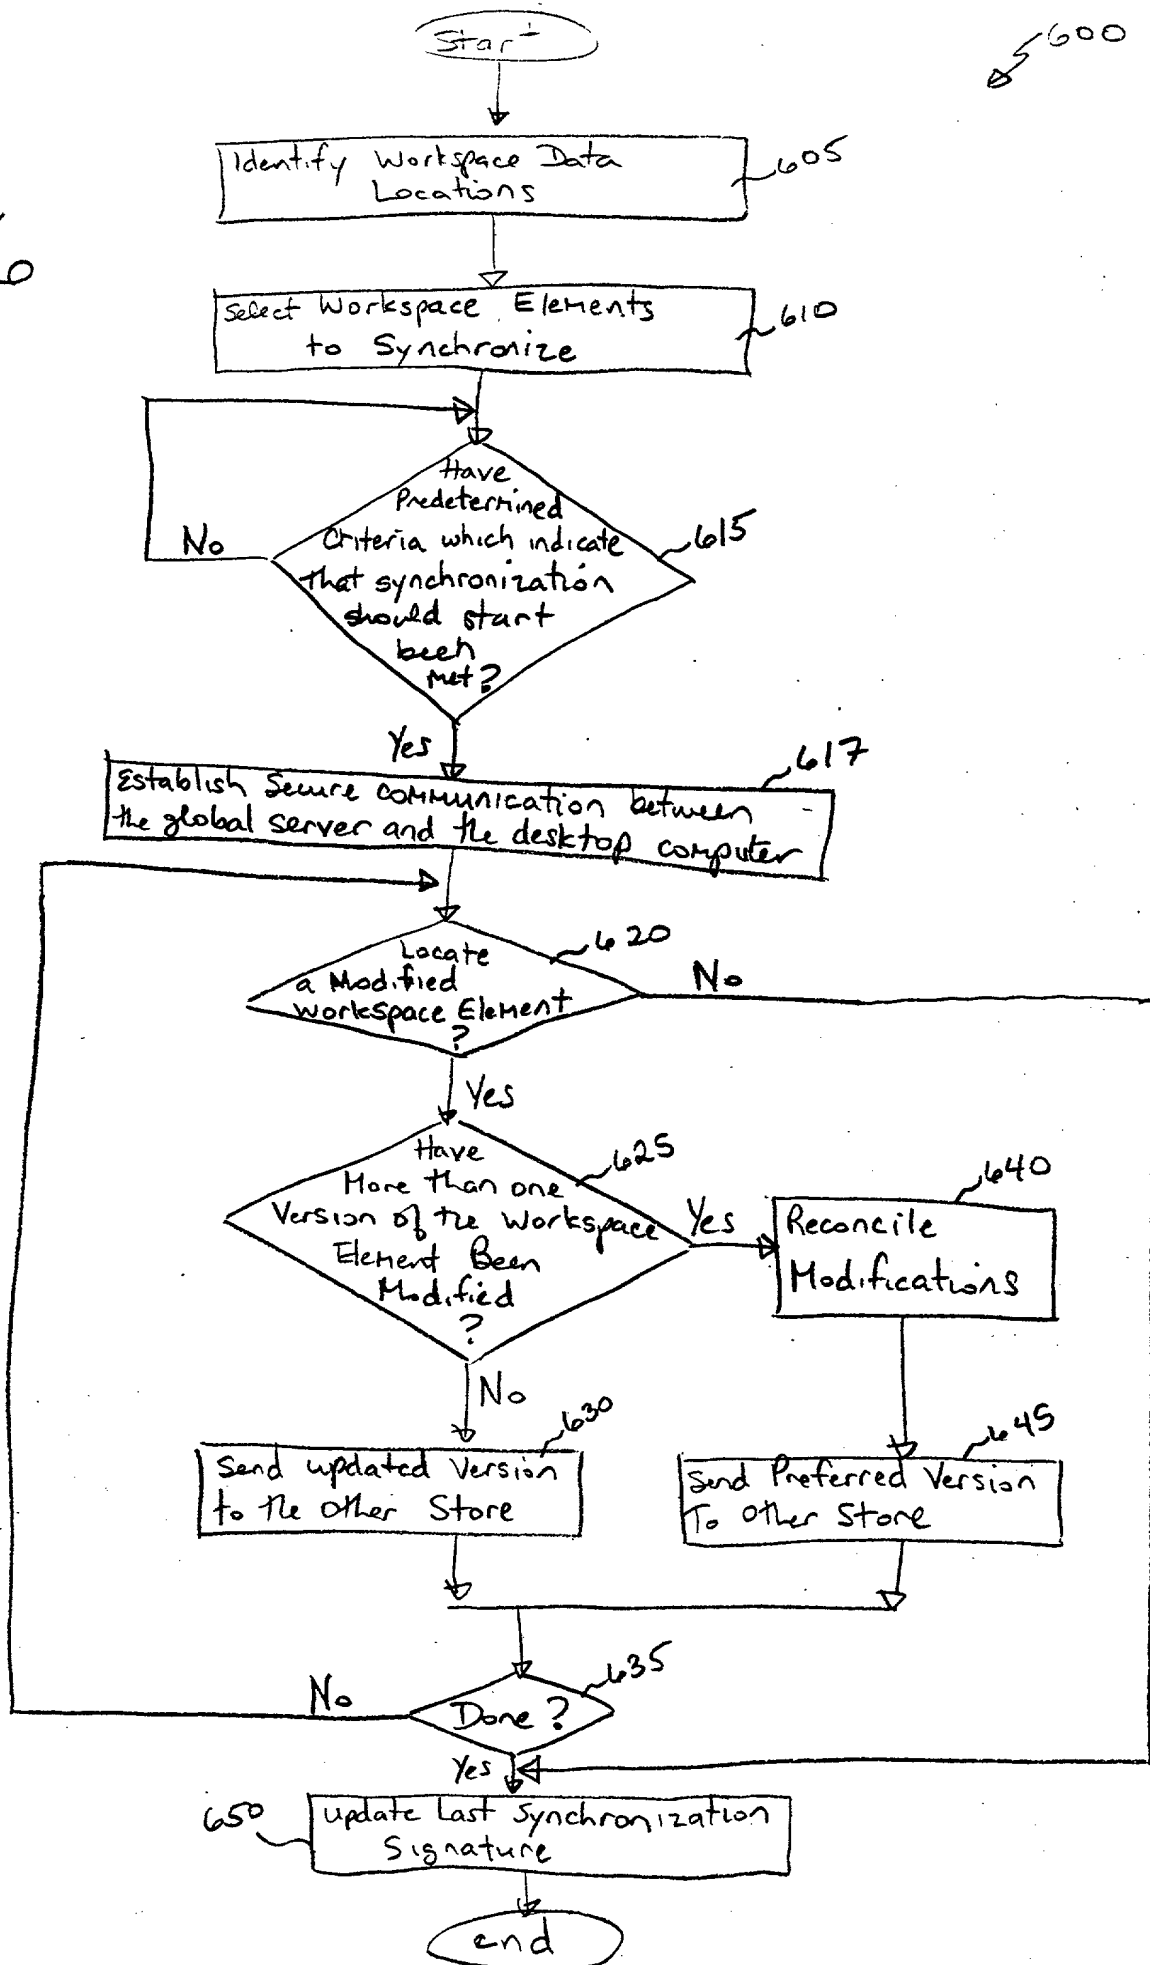 Start
600
Identify Workspace Data
Locations
605
6
Select Workspace Elements
to Synchronize
610
Have
Predetermined
Criteria which indicate
that synchronization
should start
been
met?
615
No
Yes
617
Establish Secure communication between
the global server and the desktop computer
Locate
a Modified
Workspace Element
?
620
No
Yes
Have
More than one
Version of the Workspace
Element Been
Modified
?
625
Yes
640
Reconcile
Modifications
No
630
Send updated Version
to the other Store
645
Send Preferred Version
To other Store
635
No
Done?
Yes
650
update Last Synchronization
Signature
end